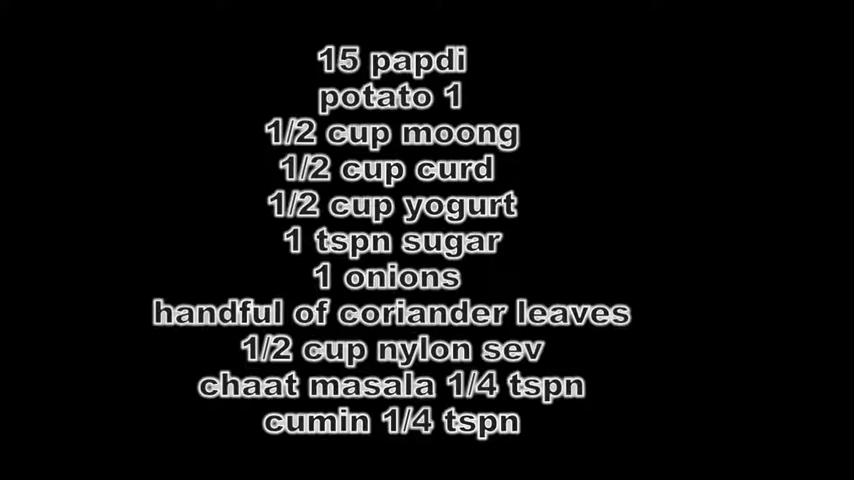 15 papdi
potato 1
1/2 cup moong
1/2 cup curd
1/2 cup yogurt
1 tspn sugar
1 onions
handful of coriander leaves
1/2 cup nylon sev
chaat masala 1/4 tspn
cumin 1/4 tspn